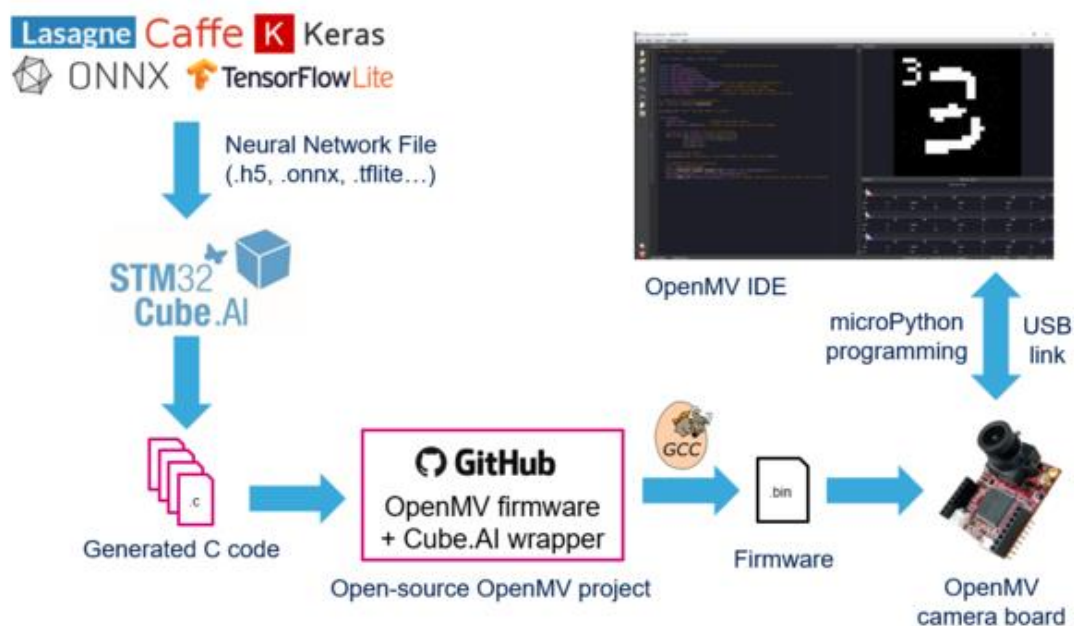 Lasagne Caffe K Keras
ONNX TensorFlowLite
Neural Network File
(.h5, .onnx, .tflite…)
STM32
Cube.AI
.c
Generated C code
GitHub
OpenMV firmware
+ Cube.AI wrapper
Open-source OpenMV project
GCC
.bin
Firmware
3
OpenMV IDE
microPython
programming
USB
link
OpenMV
camera board